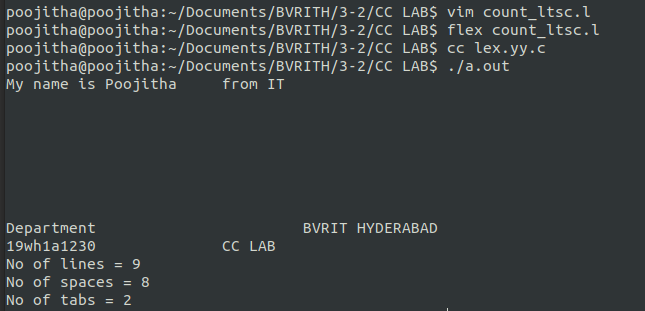 poojitha@poojitha:~/Documents/BVRITH/3-2/CC LAB$ vim count_ltsc.l
poojitha@poojitha:~/Documents/BVRITH/3-2/CC LAB$ flex count_ltsc.l
poojitha@poojitha:~/Documents/BVRITH/3-2/CC LAB$ cc lex.yy.c
poojitha@poojitha:~/Documents/BVRITH/3-2/CC LAB$ ./a.out
My name is Poojitha     from IT
Department                       BVRIT HYDERABAD
19wh1a1230              CC LAB
No of lines = 9
No of spaces = 8
No of tabs = 2